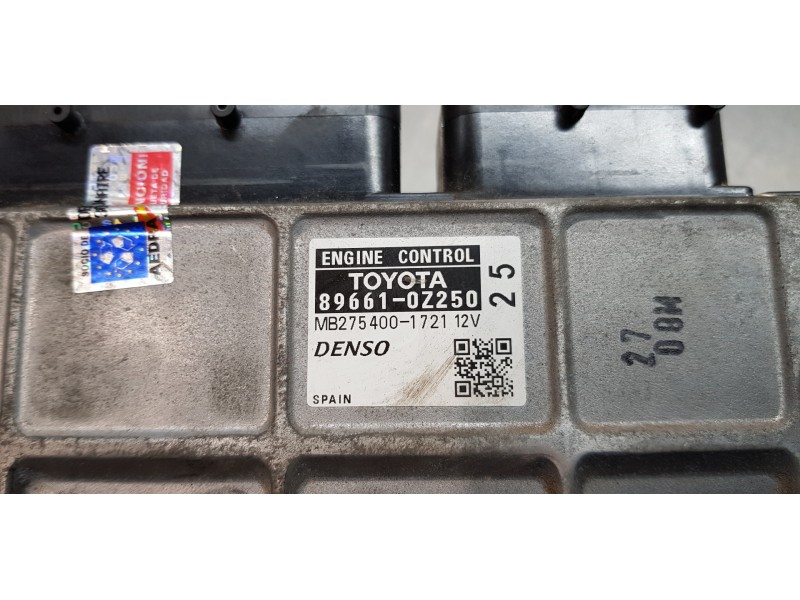 ENGINE CONTROL
TOYOTA
89661-0Z250
25
MB275400-1721 12V
DENSO
SPAIN
27
08M
AEDRA